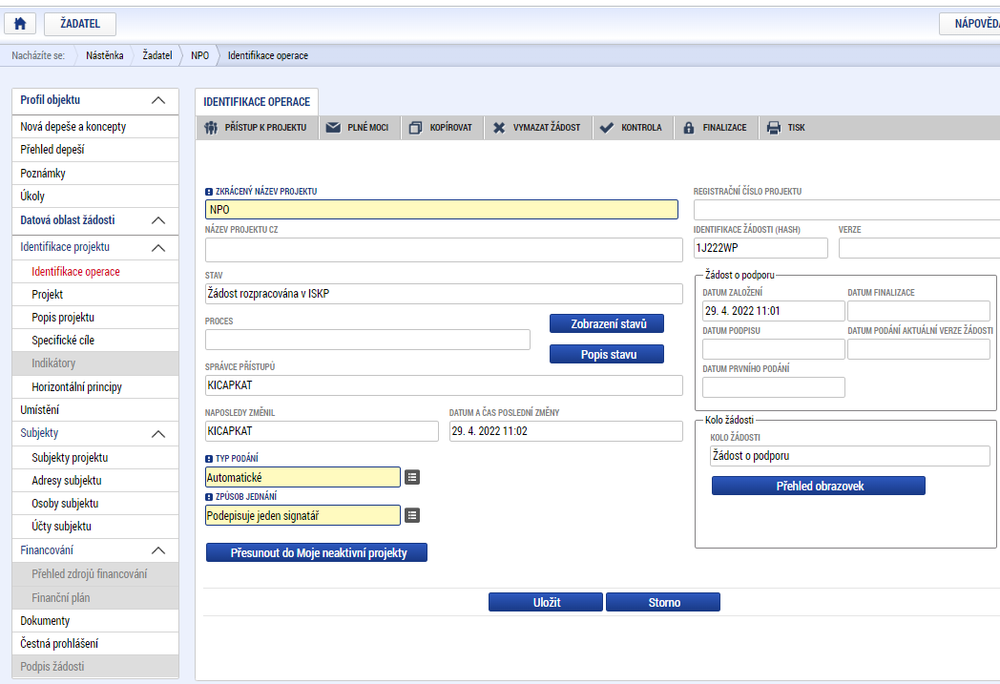 ŽADATEL
NÁPOVĚDA
Nacházíte se: Nástěnka Žadatel NPO Identifikace operace
Profil objektu
Nová depeše a koncepty
Přehled depeší
Poznámky
Úkoly
Datová oblast žádosti
Identifikace projektu
Identifikace operace
Projekt
Popis projektu
Specifické cíle
Indikátory
Horizontální principy
Umístění
Subjekty
Subjekty projektu
Adresy subjektu
Osoby subjektu
Účty subjektu
Financování
Přehled zdrojů financování
Finanční plán
Dokumenty
Čestná prohlášení
Podpis žádosti
IDENTIFIKACE OPERACE
PŘÍSTUP K PROJEKTU PLNÉ MOCI KOPÍROVAT VYMAZAT ŽÁDOST KONTROLA FINALIZACE TISK
ZKRÁCENÝ NÁZEV PROJEKTU
NPO
NÁZEV PROJEKTU CZ
STAV
Žádost rozpracována v ISKP
PROCES
Zobrazení stavů
Popis stavu
SPRÁVCE PŘÍSTUPŮ
KICAPKAT
NAPOSLEDY ZMĚNIL DATUM A ČAS POSLEDNÍ ZMĚNY
KICAPKAT 29. 4. 2022 11:02
TYP PODÁNÍ
Automatické
ZPŮSOB JEDNÁNÍ
Podepisuje jeden signatář
Přesunout do Moje neaktivní projekty
Uložit Storno
REGISTRAČNÍ ČÍSLO PROJEKTU
IDENTIFIKACE ŽÁDOSTI (HASH) VERZE
1J222WP
Žádost o podporu
DATUM ZALOŽENÍ DATUM FINALIZACE
29. 4. 2022 11:01
DATUM PODPISU DATUM PODÁNÍ AKTUÁLNÍ VERZE ŽÁDOSTI
DATUM PRVNÍHO PODÁNÍ
Kolo žádosti
KOLO ŽÁDOSTI
Žádost o podporu
Přehled obrazovek